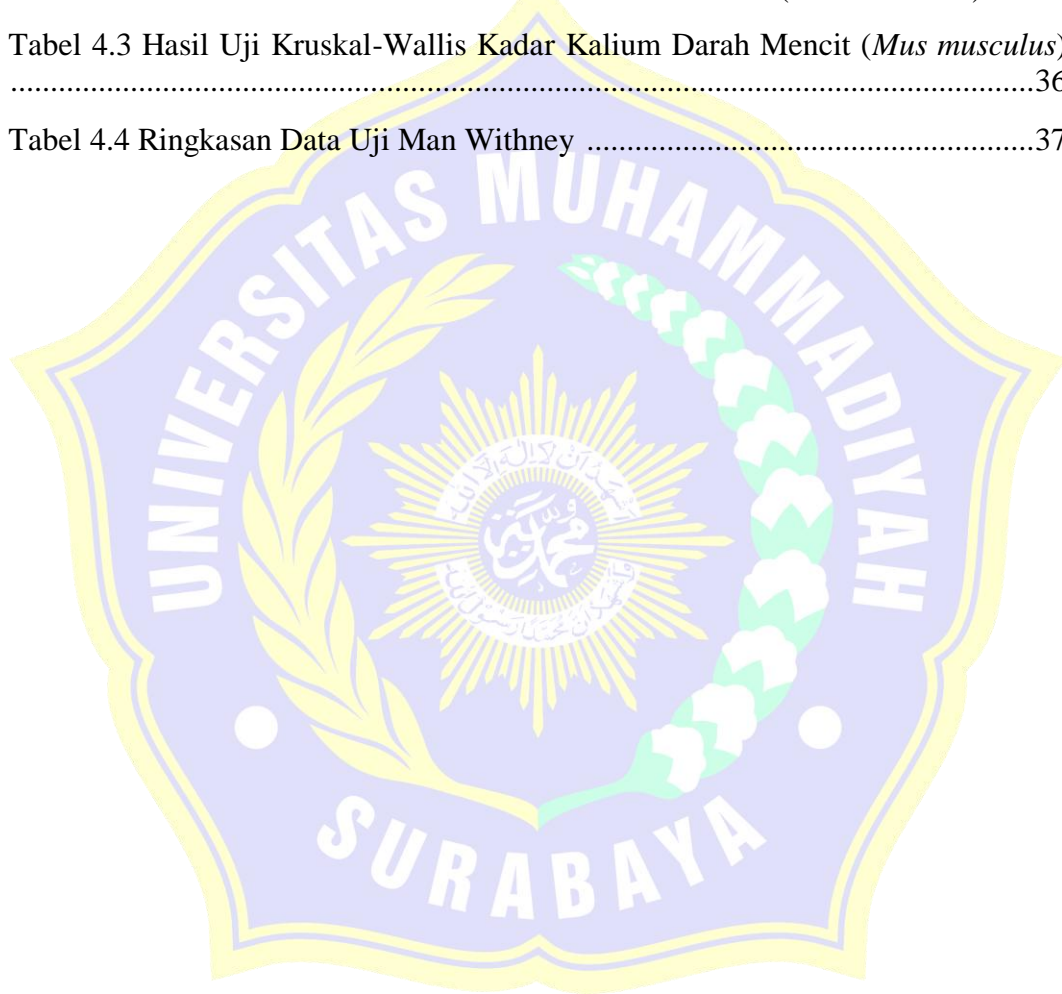 Tabel 4.3 Hasil Uji Kruskal-Wallis Kadar Kalium Darah Mencit (Mus musculus)
....................................................................................................................36
Tabel 4.4 Ringkasan Data Uji Man Withney ...................................................37
UNIVERSITAS MUHAMMADIYAH
SURABAYA